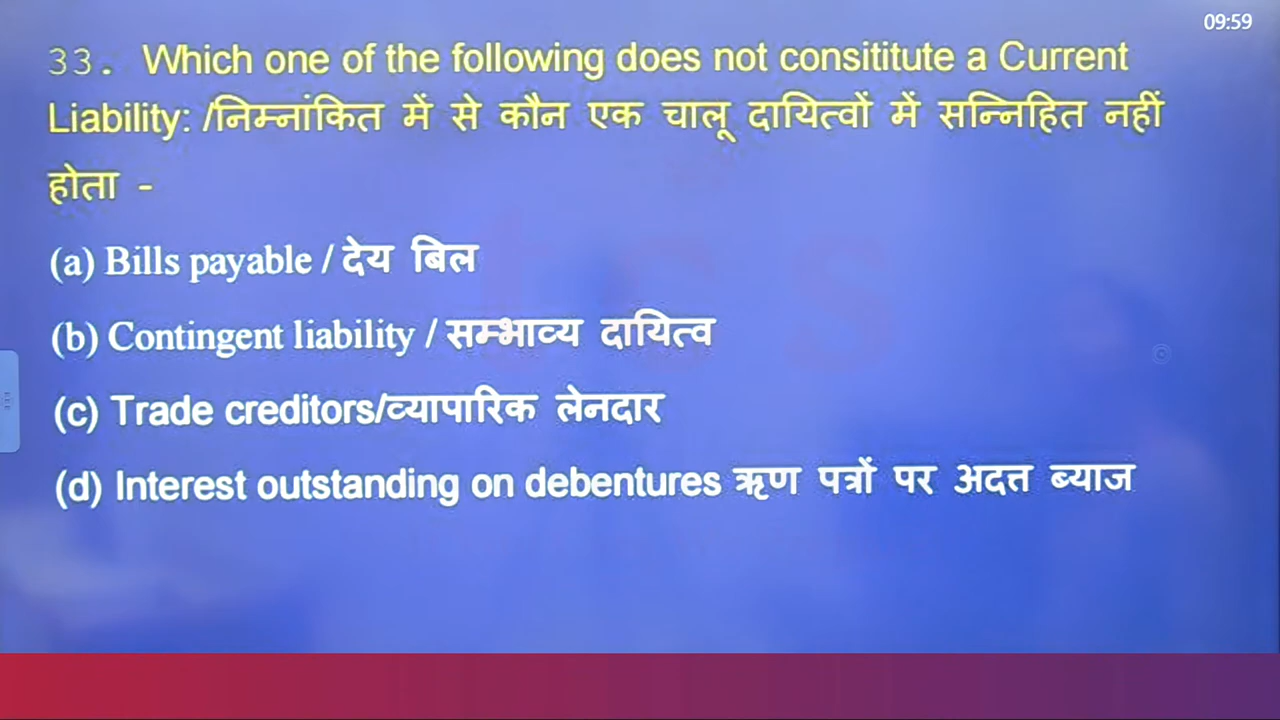 09:59
33. Which one of the following does not consititute a Current
Liability: /निम्नांकित में से कौन एक चालू दायित्वों में सन्निहित नहीं
होता -
(a) Bills payable / देय बिल
(b) Contingent liability / सम्भाव्य दायित्व
(c) Trade creditors/व्यापारिक लेनदार
(d) Interest outstanding on debentures ऋण पत्रों पर अदत्त ब्याज